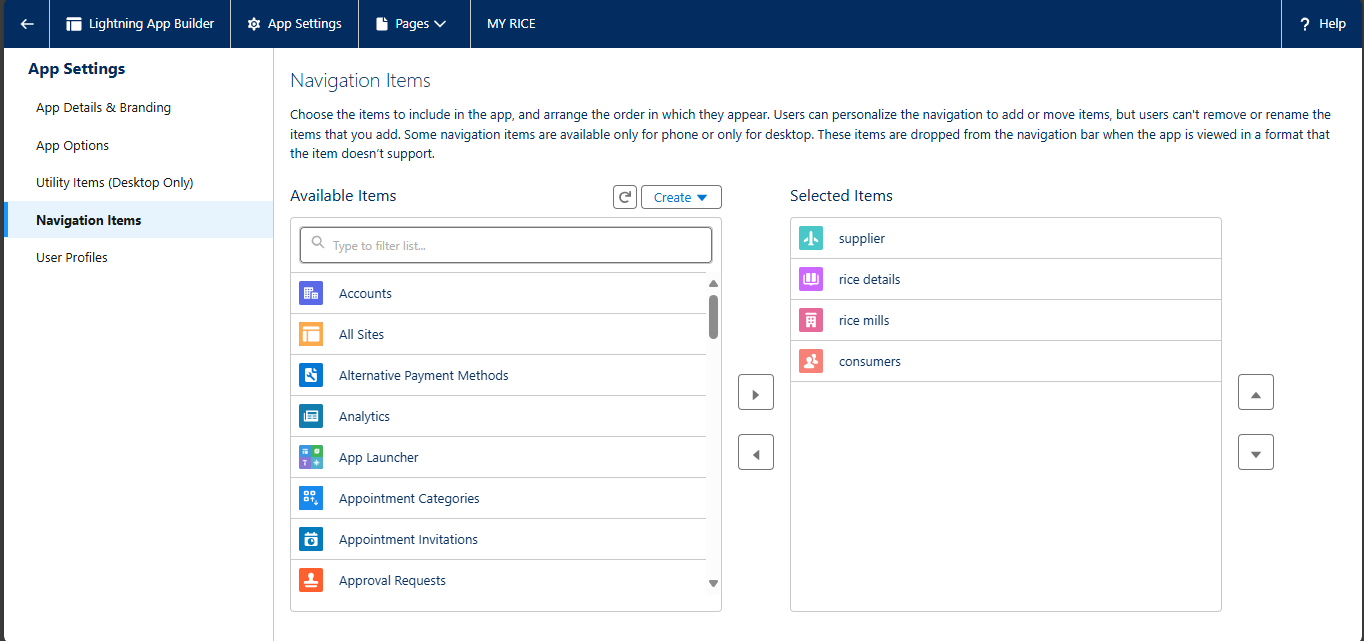 Lightning App Builder
App Settings
Pages
MY RICE
? Help
App Settings
App Details & Branding
App Options
Utility Items (Desktop Only)
Navigation Items
User Profiles
Navigation Items
Choose the items to include in the app, and arrange the order in which they appear. Users can personalize the navigation to add or move items, but users can't remove or rename the
items that you add. Some navigation items are available only for phone or only for desktop. These items are dropped from the navigation bar when the app is viewed in a format that
the item doesn't support.
Available Items
Create
Type to filter list...
Accounts
All Sites
Alternative Payment Methods
Analytics
App Launcher
Appointment Categories
Appointment Invitations
Approval Requests
Selected Items
supplier
rice details
rice mills
consumers